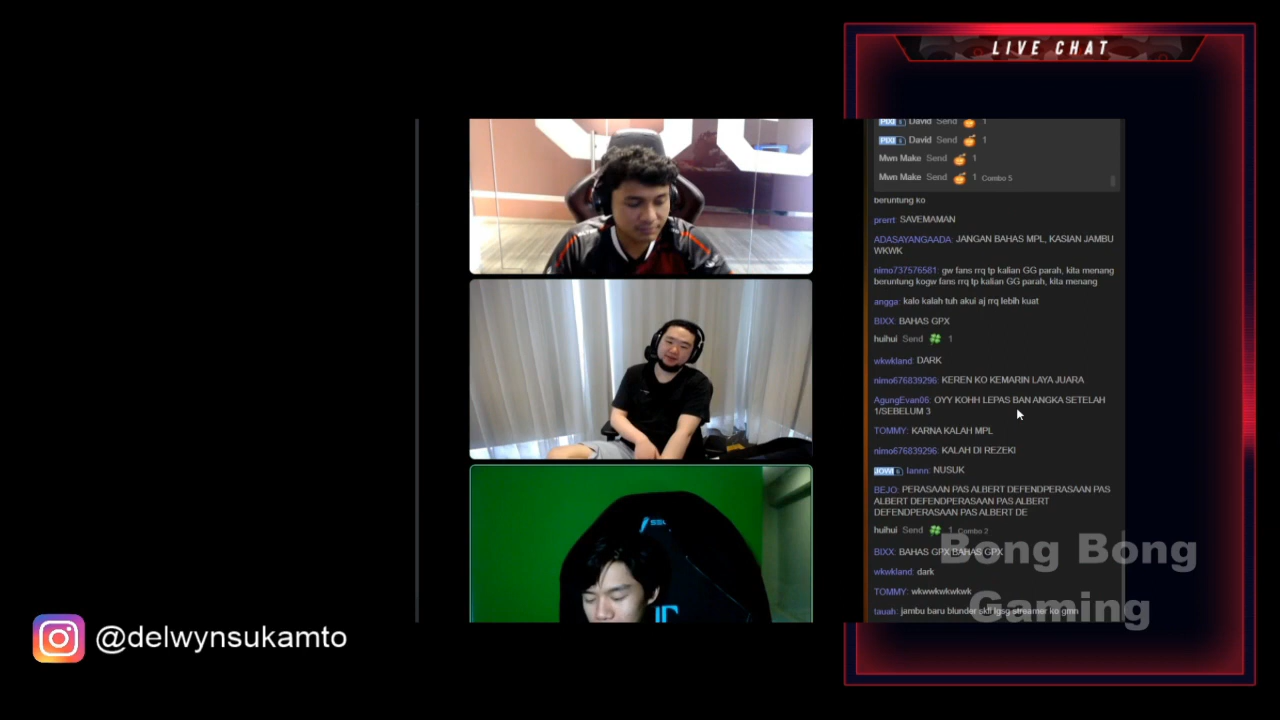 LIVE CHAT
PIXI 6 David Send 1
PIXI 6 David Send 1
Mwn Make Send 1
Mwn Make Send 1 Combo 5
beruntung ko
prerrt: SAVEMAMAN
ADASAYANGAADA: JANGAN BAHAS MPL, KASIAN JAMBU
WKWK
nimo737576581: gw fans rrq tp kalian GG parah, kita menang
beruntung kogw fans rrq tp kalian GG parah, kita menang
angga: kalo kalah tuh akui aj rrq lebih kuat
BIXX: BAHAS GPX
huihui Send 1
wkwkland: DARK
nimo676839296: KEREN KO KEMARIN LAYA JUARA
AgungEvan06: OYY KOHH LEPAS BAN ANGKA SETELAH
1/SEBELUM 3
TOMMY: KARNA KALAH MPL
nimo676839296: KALAH DI REZEKI
lannn: NUSUK
BEJO: PERASAAN PAS ALBERT DEFENDPERASAAN PAS
ALBERT DEFENDPERASAAN PAS ALBERT
DEFENDPERASAAN PAS ALBERT DE
huihui Send 1 Combo 2
BIXX: BAHAS GPX BAHAS GPX
wkwkland: dark
TOMMY: wkwwkwkwkwk
tauah: jambu baru blunder skli lgsg streamer ko gmn
Bong Bong
Gaming
@delwynsukamto